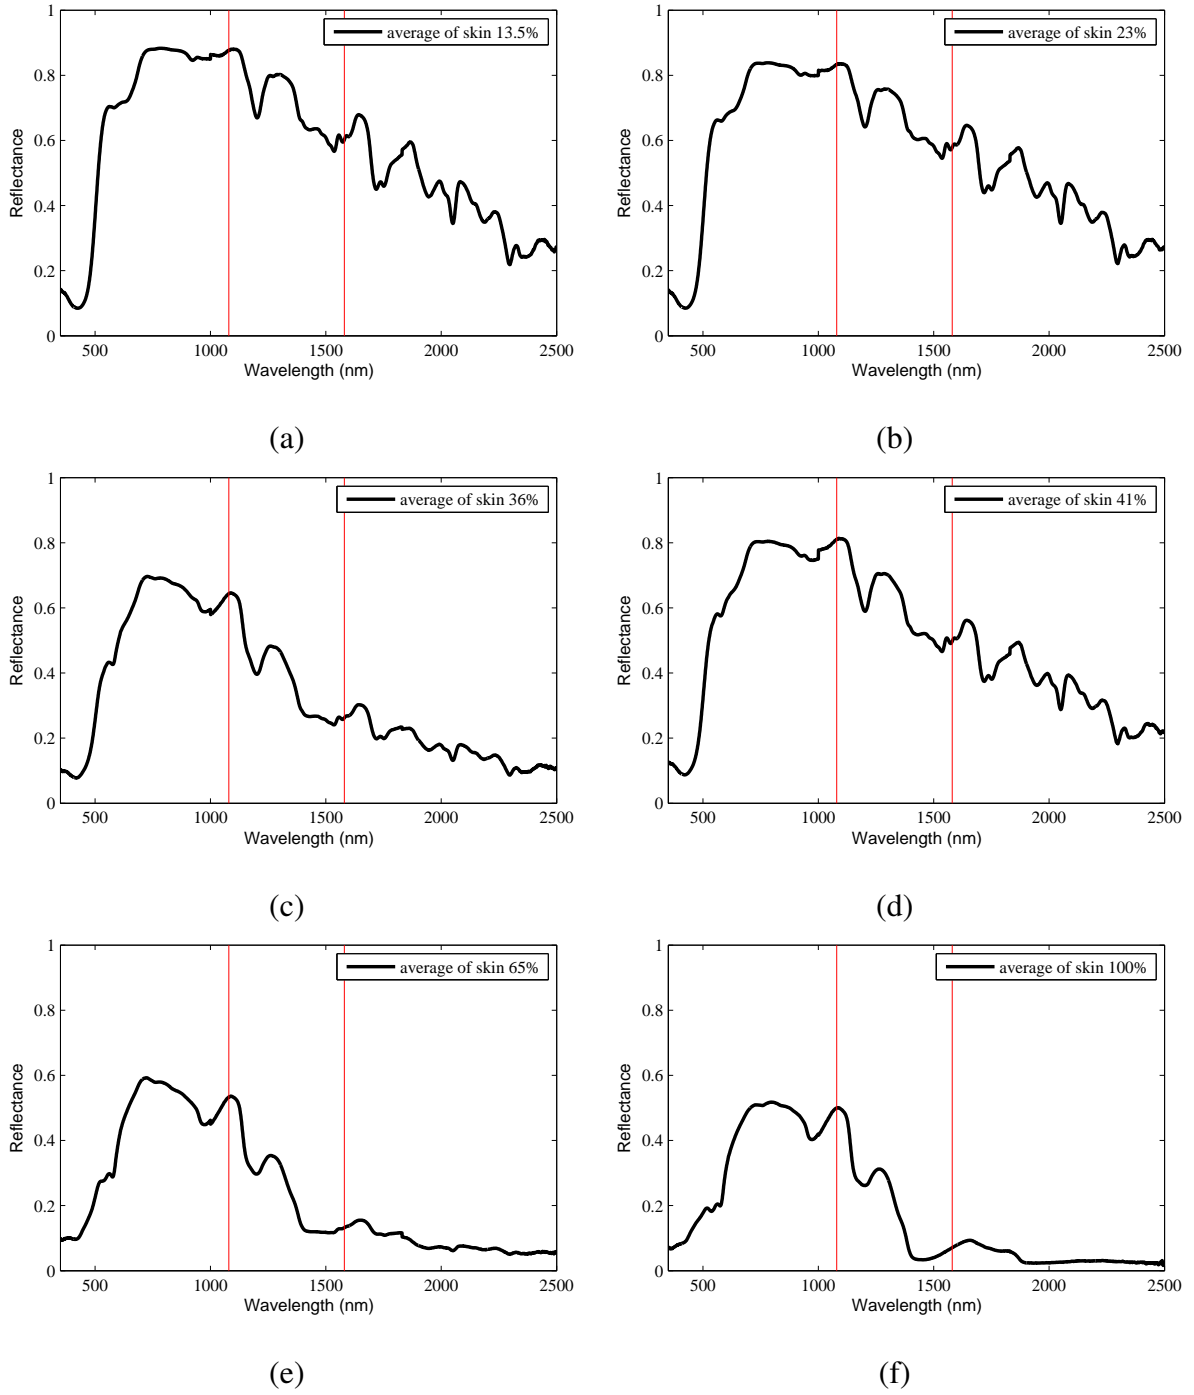 average of skin 13.5%
1
0.8
0.6
0.4
0.2
0
Reflectance
500 1000 1500 2000 2500
Wavelength (nm)
(a)
average of skin 23%
1
0.8
0.6
0.4
0.2
0
Reflectance
500 1000 1500 2000 2500
Wavelength (nm)
(b)
average of skin 36%
1
0.8
0.6
0.4
0.2
0
Reflectance
500 1000 1500 2000 2500
Wavelength (nm)
(c)
average of skin 41%
1
0.8
0.6
0.4
0.2
0
Reflectance
500 1000 1500 2000 2500
Wavelength (nm)
(d)
average of skin 65%
1
0.8
0.6
0.4
0.2
0
Reflectance
500 1000 1500 2000 2500
Wavelength (nm)
(e)
average of skin 100%
1
0.8
0.6
0.4
0.2
0
Reflectance
500 1000 1500 2000 2500
Wavelength (nm)
(f)